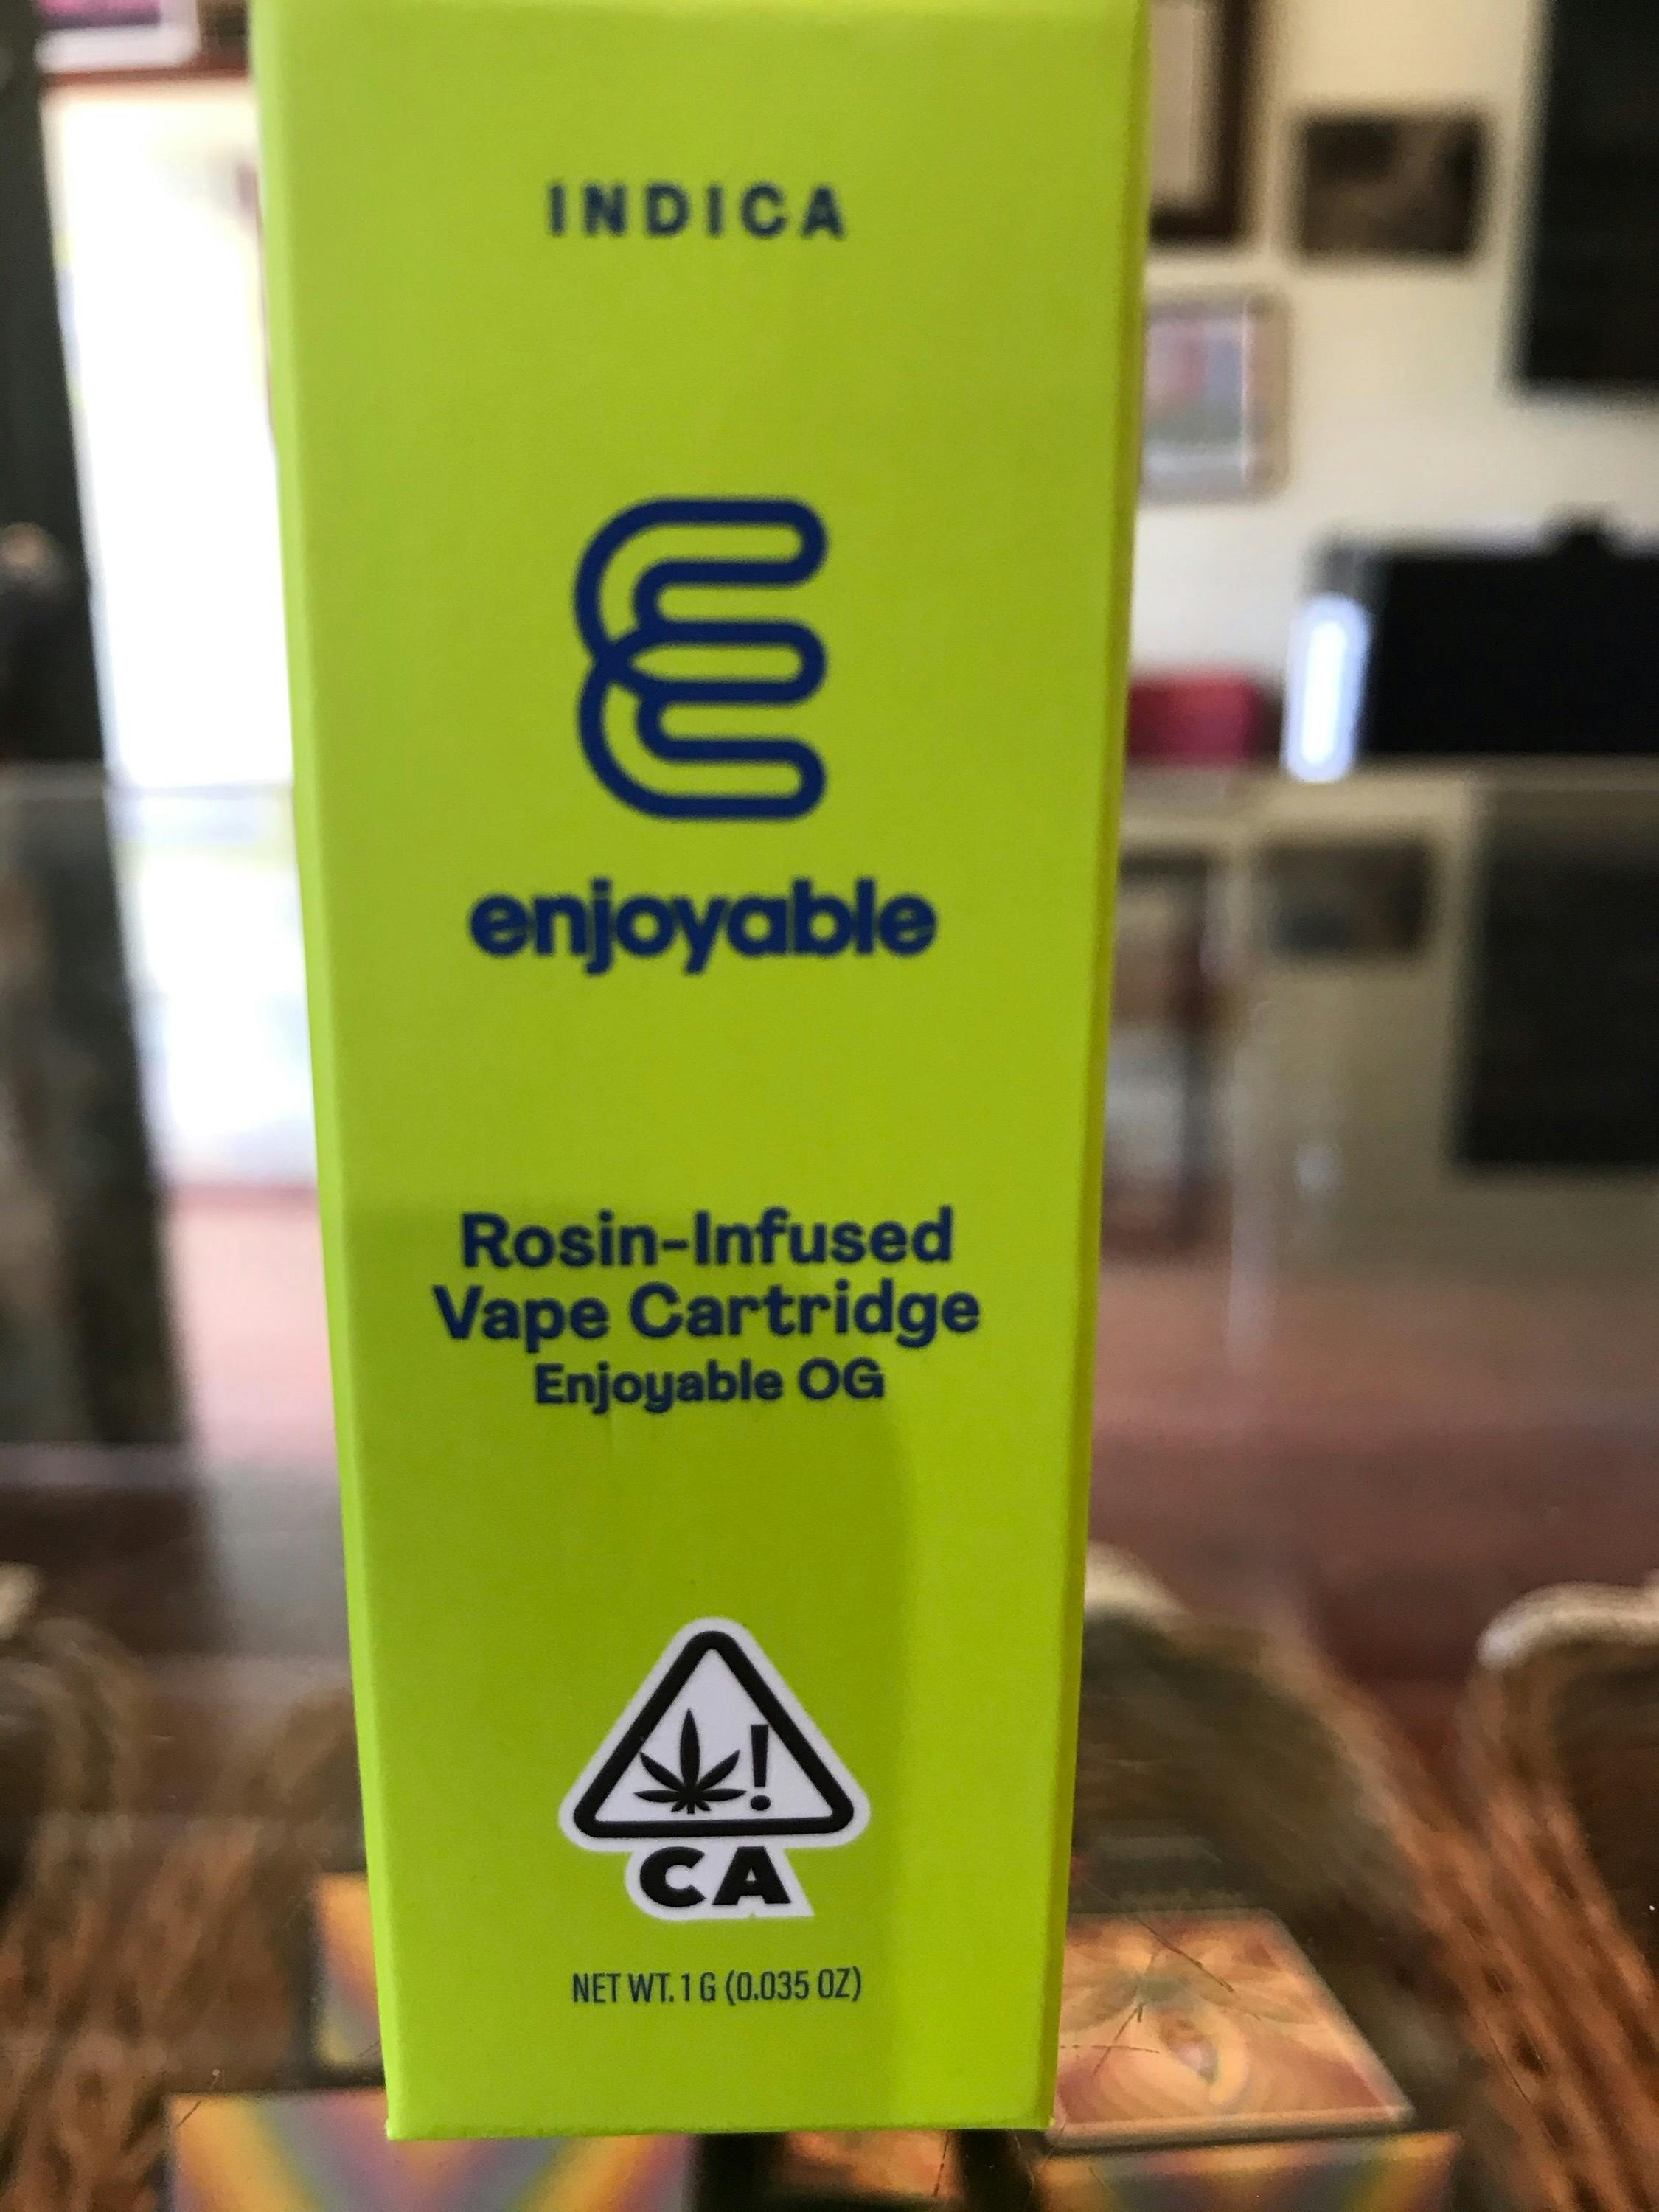 INDICA
enjoyable
Rosin-Infused
Vape Cartridge
Enjoyable OG
!
CA
NET WT. 1 G (0.035 OZ)